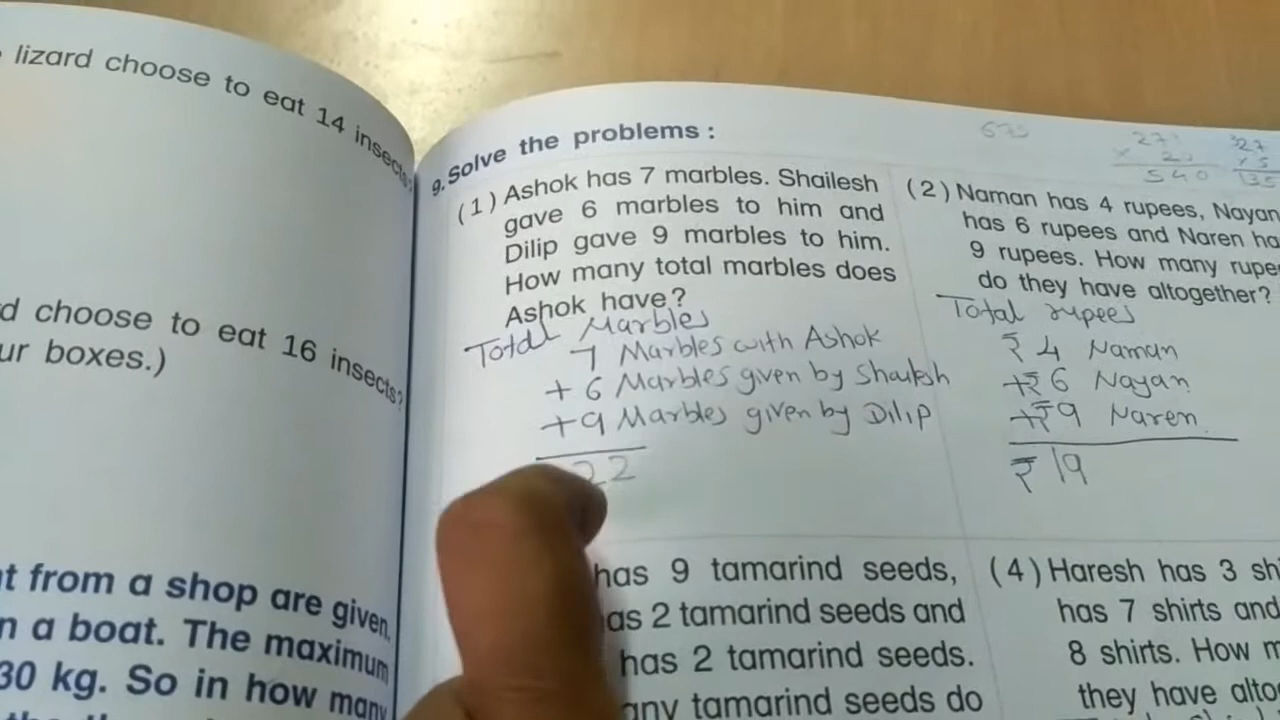 lizard choose to eat 14 insects?
d choose to eat 16 insects?
ur boxes.)
t from a shop are given.
n a boat. The maximum
30 kg. So in how many
9. Solve the problems :
(1) Ashok has 7 marbles. Shailesh
gave 6 marbles to him and
Dilip gave 9 marbles to him.
How many total marbles does
Ashok have?
Total Marbles
7 Marbles with Ashok
+ 6 Marbles given by Shailesh
+ 9 Marbles given by Dilip
22
675
27
× 20
540
27
× 5
135
(2) Naman has 4 rupees, Nayan
has 6 rupees and Naren ha
9 rupees. How many rupe
do they have altogether?
Total rupees
₹ 4 Naman
+₹ 6 Nayan
+₹ 9 Naren
₹ 19
has 9 tamarind seeds,
as 2 tamarind seeds and
has 2 tamarind seeds.
any tamarind seeds do
(4) Haresh has 3 sh
has 7 shirts and
8 shirts. How m
they have alto